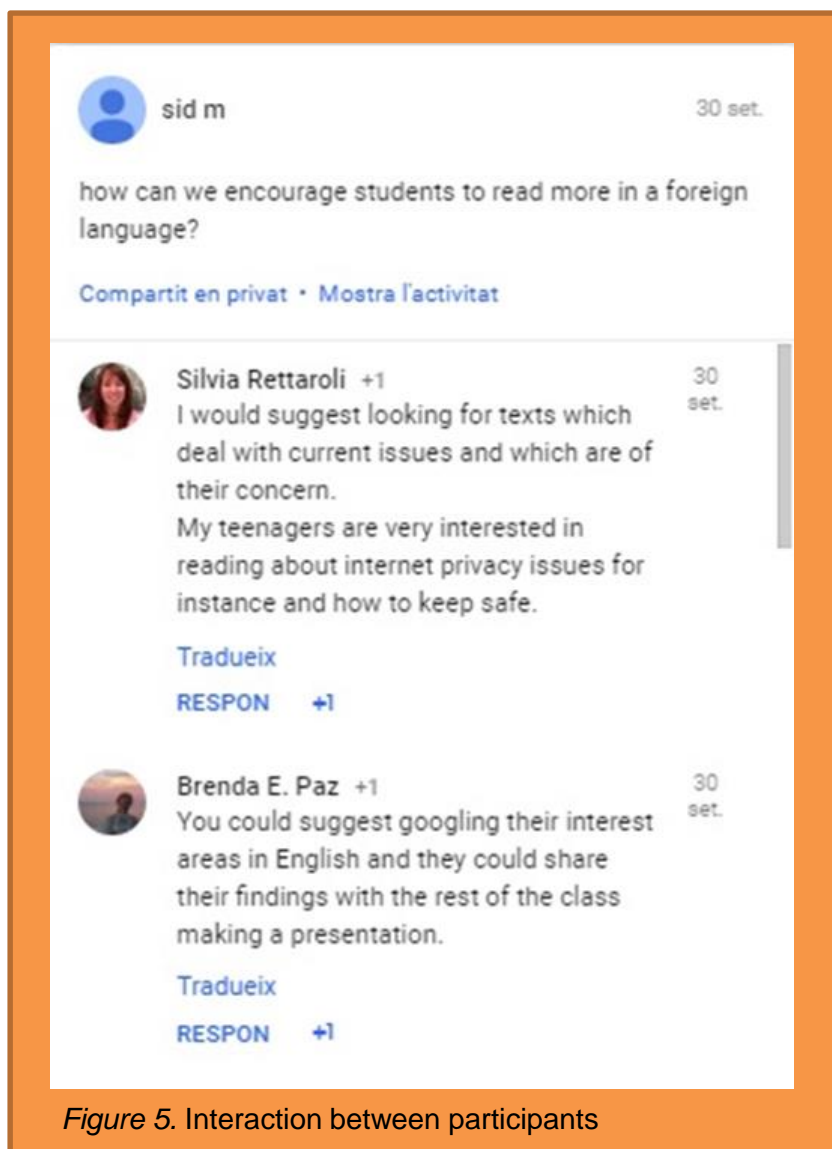 sid m
30 set.
how can we encourage students to read more in a foreign
language?
Compartit en privat • Mostra l'activitat
Silvia Rettaroli +1
30
set.
I would suggest looking for texts which
deal with current issues and which are of
their concern.
My teenagers are very interested in
reading about internet privacy issues for
instance and how to keep safe.
Tradueix
RESPON +1
Brenda E. Paz +1
30
set.
You could suggest googling their interest
areas in English and they could share
their findings with the rest of the class
making a presentation.
Tradueix
RESPON +1
Figure 5. Interaction between participants